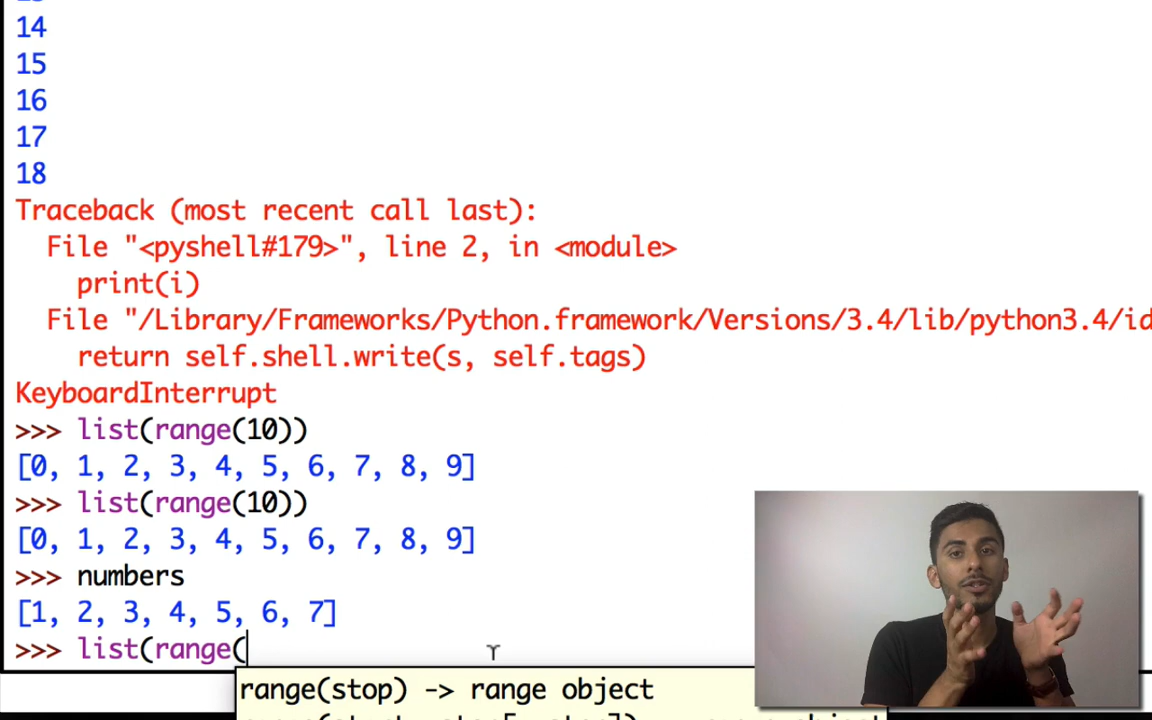 14
15
16
17
18
Traceback (most recent call last):
  File "<pyshell#179>", line 2, in <module>
    print(i)
  File "/Library/Frameworks/Python.framework/Versions/3.4/lib/python3.4/id
    return self.shell.write(s, self.tags)
KeyboardInterrupt
>>> list(range(10))
[0, 1, 2, 3, 4, 5, 6, 7, 8, 9]
>>> list(range(10))
[0, 1, 2, 3, 4, 5, 6, 7, 8, 9]
>>> numbers
[1, 2, 3, 4, 5, 6, 7]
>>> list(range(
range(stop) -> range object